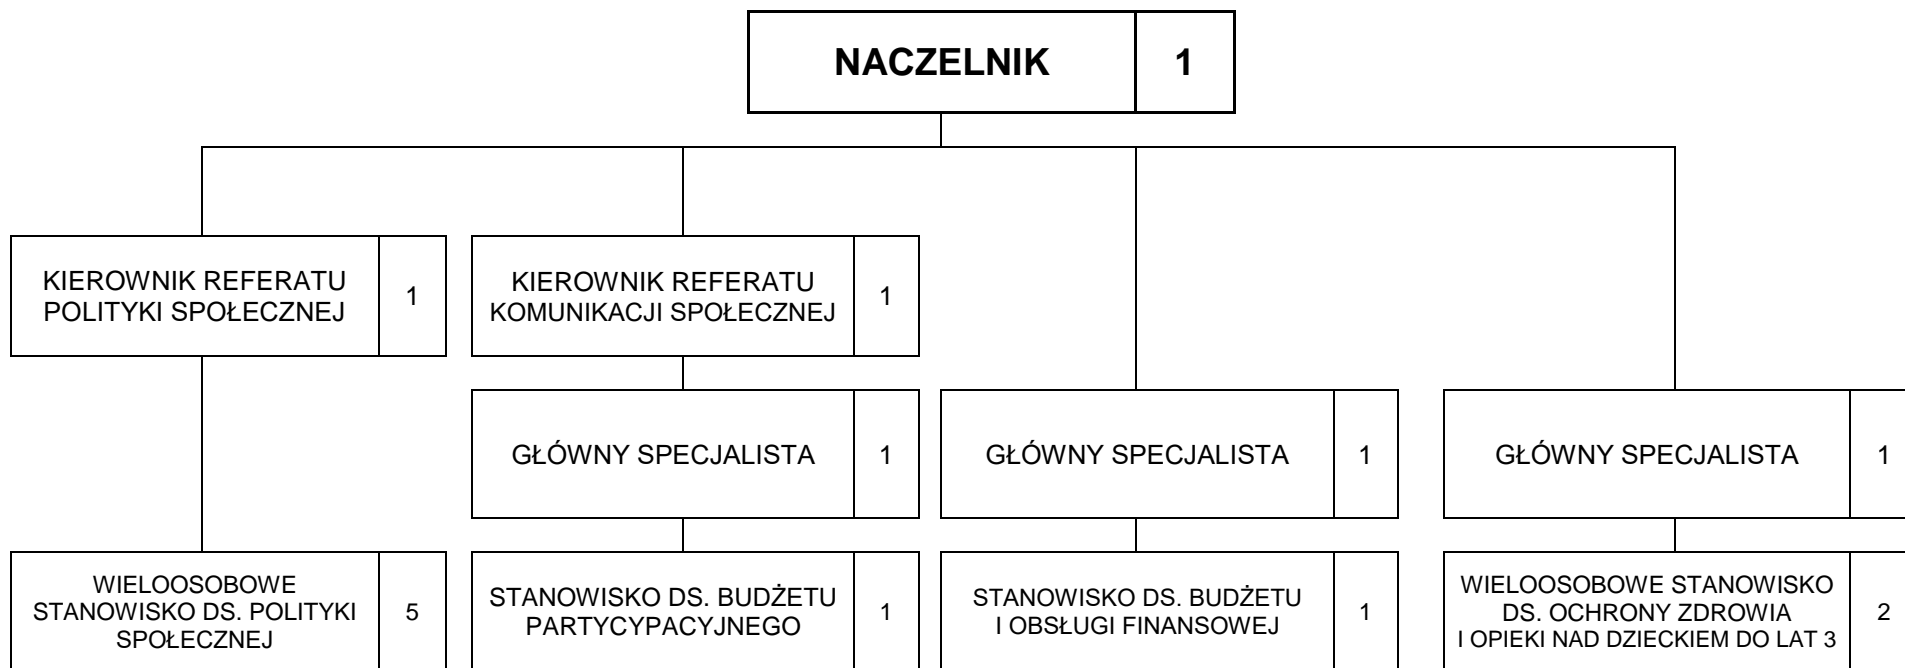 NACZELNIK 1
KIEROWNIK REFERATU
POLITYKI SPOŁECZNEJ
1
KIEROWNIK REFERATU
KOMUNIKACJI SPOŁECZNEJ
1
GŁÓWNY SPECJALISTA 1
GŁÓWNY SPECJALISTA 1
GŁÓWNY SPECJALISTA 1
WIELOOSOBOWE
STANOWISKO DS. POLITYKI
SPOŁECZNEJ
5
STANOWISKO DS. BUDŻETU
PARTYCYPACYJNEGO
1
STANOWISKO DS. BUDŻETU
I OBSŁUGI FINANSOWEJ
1
WIELOOSOBOWE STANOWISKO
DS. OCHRONY ZDROWIA
I OPIEKI NAD DZIECKIEM DO LAT 3
2